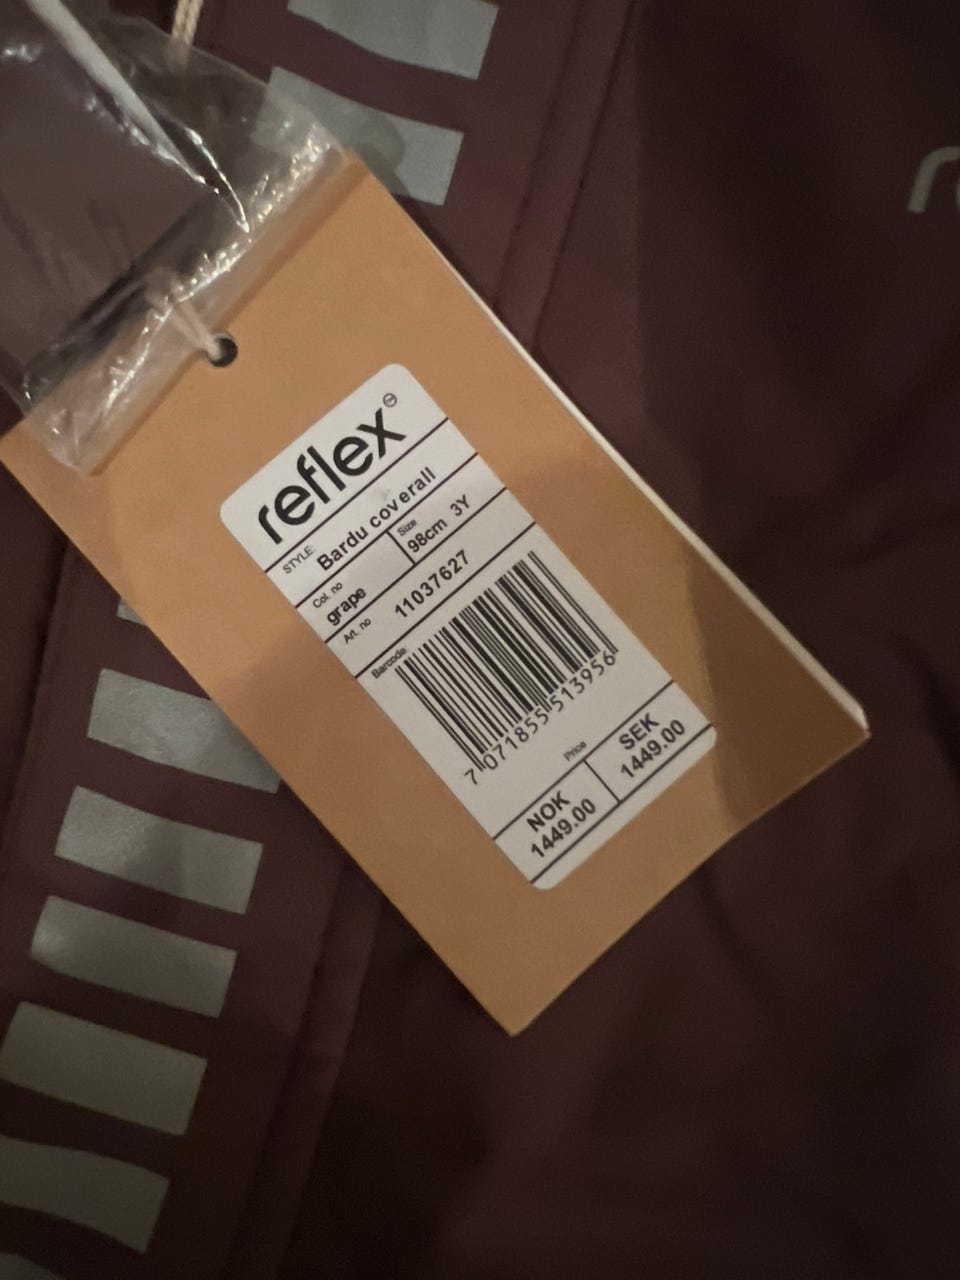 reflex
STYLE: Bardu coverall
Col. no
grape
Size
98cm 3Y
Art. no 11037627
Barcode:
7 071855 513956
Price
NOK
1449.00
SEK
1449.00